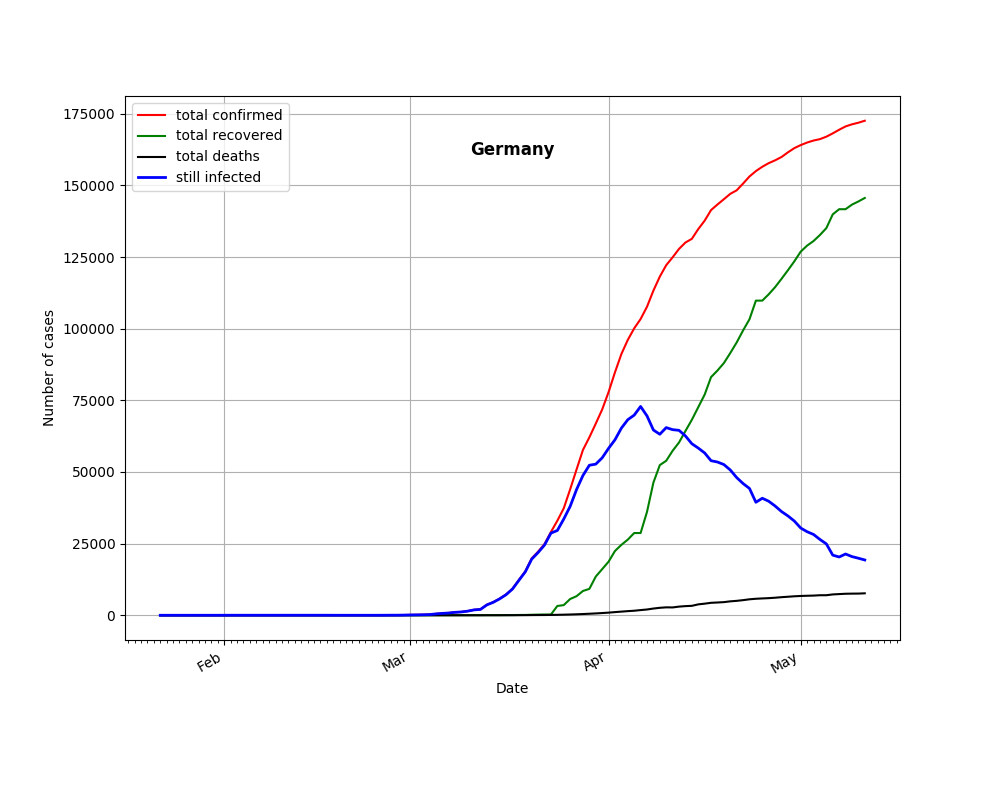 Germany
total confirmed
total recovered
total deaths
still infected
175000
150000
125000
100000
75000
50000
25000
0
Number of cases
Feb
Mar
Apr
May
Date